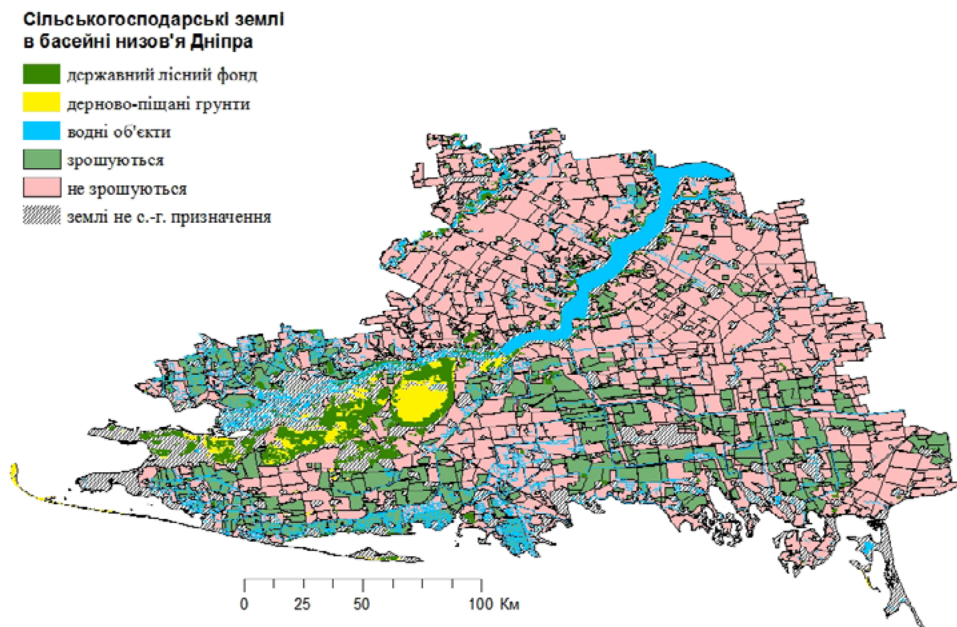 Сільськогосподарські землі
в басейні низов'я Дніпра
державний лісний фонд
дерново-піщані грунти
водні об'єкти
зрошуються
не зрошуються
землі не с.-г. призначення
0 25 50 100 Км